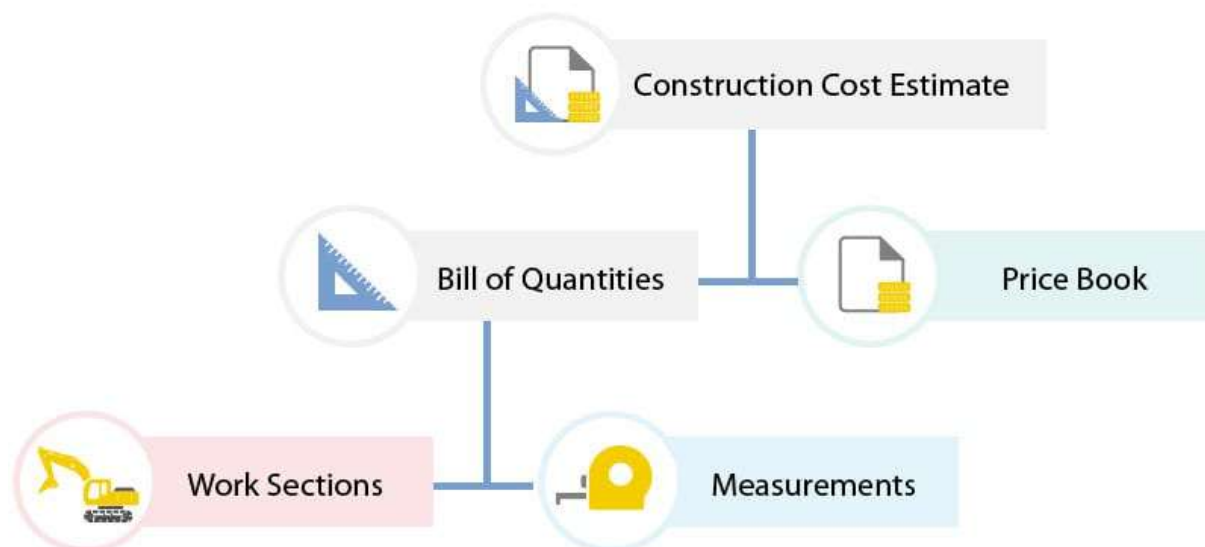 Construction Cost Estimate
Bill of Quantities
Price Book
Work Sections
Measurements